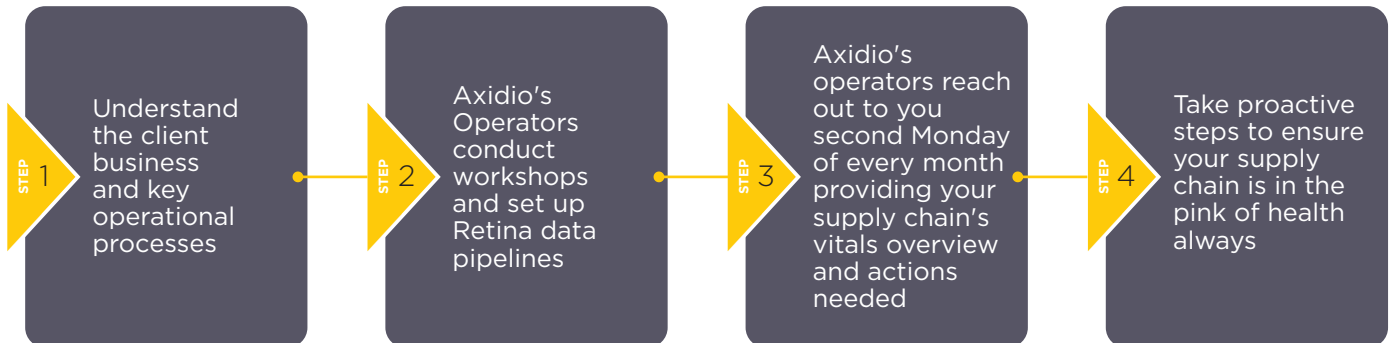 STEP 1
Understand
the client
business
and key
operational
processes
STEP 2
Axidio's
Operators
conduct
workshops
and set up
Retina data
pipelines
STEP 3
Axidio's
operators reach
out to you
second Monday
of every month
providing your
supply chain's
vitals overview
and actions
needed
STEP 4
Take proactive
steps to ensure
your supply
chain is in the
pink of health
always